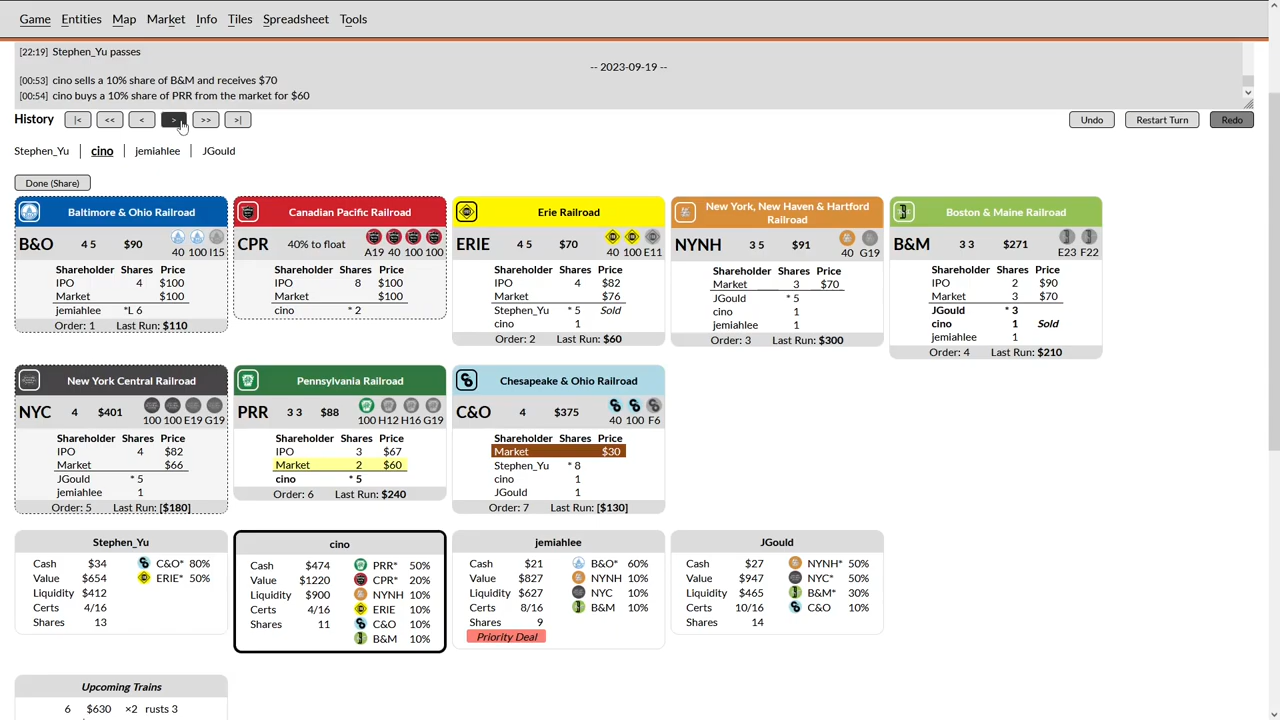 Game Entities Map Market Info Tiles Spreadsheet Tools
[22:19] Stephen_Yu passes
-- 2023-09-19 --
[00:53] cino sells a 10% share of B&M and receives $70
[00:54] cino buys a 10% share of PRR from the market for $60
History |< << < > >> >| Undo Restart Turn Redo
Stephen_Yu cino jemiahlee JGould
Done (Share)
Baltimore & Ohio Railroad
B&O 4 5 $90 40 100 I15
Shareholder Shares Price
IPO 4 $100
Market $100
jemiahlee *L 6
Order: 1 Last Run: $110
Canadian Pacific Railroad
CPR 40% to float A19 40 100 100
Shareholder Shares Price
IPO 8 $100
Market $100
cino * 2
Erie Railroad
ERIE 4 5 $70 40 100 E11
Shareholder Shares Price
IPO 4 $82
Market $76
Stephen_Yu * 5 Sold
cino 1
Order: 2 Last Run: $60
New York, New Haven & Hartford
Railroad
NYNH 3 5 $91 40 G19
Shareholder Shares Price
Market 3 $70
JGould * 5
cino 1
jemiahlee 1
Order: 3 Last Run: $300
Boston & Maine Railroad
B&M 3 3 $271 E23 F22
Shareholder Shares Price
IPO 2 $90
Market 3 $70
JGould * 3
cino 1 Sold
jemiahlee 1
Order: 4 Last Run: $210
New York Central Railroad
NYC 4 $401 100 100 E19 G19
Shareholder Shares Price
IPO 4 $82
Market $66
JGould * 5
jemiahlee 1
Order: 5 Last Run: [$180]
Pennsylvania Railroad
PRR 3 3 $88 100 H12 H16 G19
Shareholder Shares Price
IPO 3 $67
Market 2 $60
cino * 5
Order: 6 Last Run: $240
Chesapeake & Ohio Railroad
C&O 4 $375 40 100 F6
Shareholder Shares Price
Market $30
Stephen_Yu * 8
cino 1
JGould 1
Order: 7 Last Run: [$130]
Stephen_Yu
Cash $34 C&O* 80%
Value $654 ERIE* 50%
Liquidity $412
Certs 4/16
Shares 13
cino
Cash $474 PRR* 50%
Value $1220 CPR* 20%
Liquidity $900 NYNH 10%
Certs 4/16 ERIE 10%
Shares 11 C&O 10%
B&M 10%
jemiahlee
Cash $21 B&O* 60%
Value $827 NYNH 10%
Liquidity $627 NYC 10%
Certs 8/16 B&M 10%
Shares 9
Priority Deal
JGould
Cash $27 NYNH* 50%
Value $947 NYC* 50%
Liquidity $465 B&M* 30%
Certs 10/16 C&O 10%
Shares 14
Upcoming Trains
6 $630 ×2 rusts 3